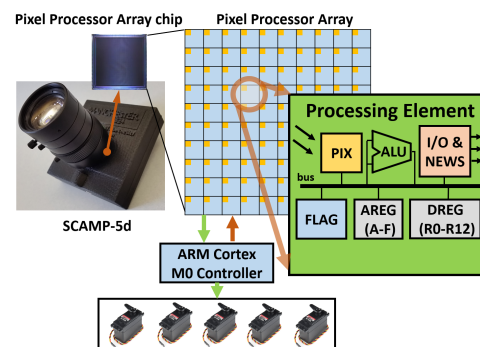 Pixel Processor Array chip
Pixel Processor Array
SCAMP-5d
Processing Element
PIX
ALU
I/O &
NEWS
bus
FLAG
AREG
(A-F)
DREG
(R0-R12)
ARM Cortex
M0 Controller